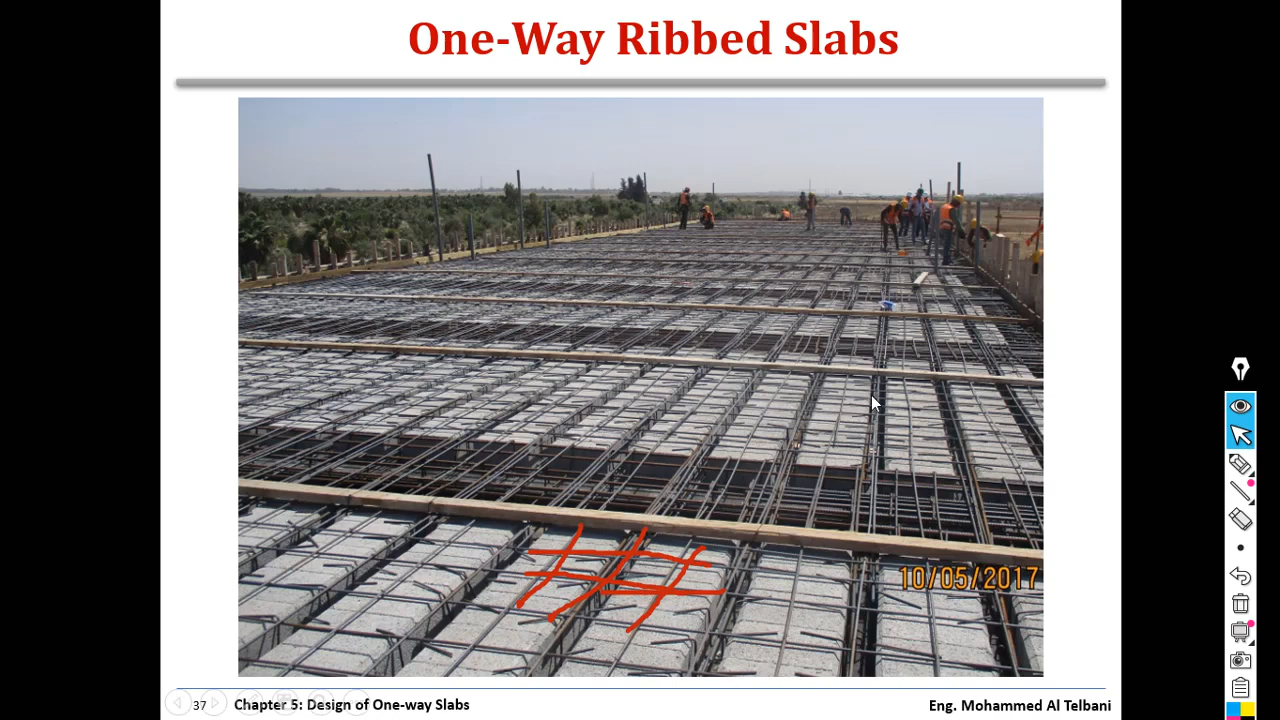 One-Way Ribbed Slabs
10/05/2017
37 Chapter 5: Design of One-way Slabs
Eng. Mohammed Al Telbani